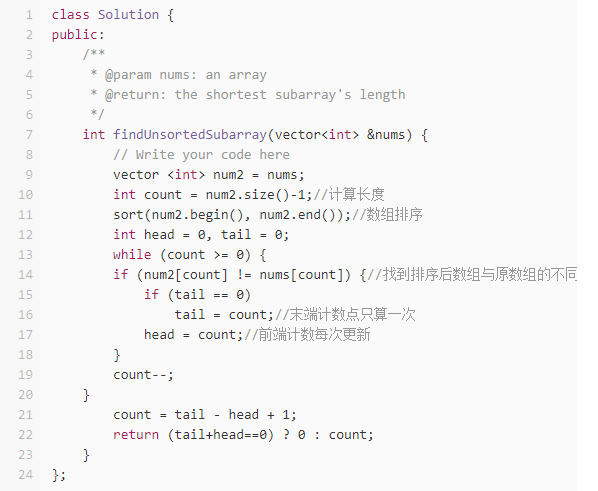 1 class Solution {
2 public:
3     /**
4      * @param nums: an array
5      * @return: the shortest subarray's length
6      */
7     int findUnsortedSubarray(vector<int> &nums) {
8         // Write your code here
9         vector <int> num2 = nums;
10         int count = num2.size()-1;//计算长度
11         sort(num2.begin(), num2.end());//数组排序
12         int head = 0, tail = 0;
13         while (count >= 0) {
14         if (num2[count] != nums[count]) {//找到排序后数组与原数组的不同
15             if (tail == 0)
16                 tail = count;//末端计数点只算一次
17             head = count;//前端计数每次更新
18         }
19         count--;
20     }
21         count = tail - head + 1;
22         return (tail+head==0) ? 0 : count;
23     }
24 };